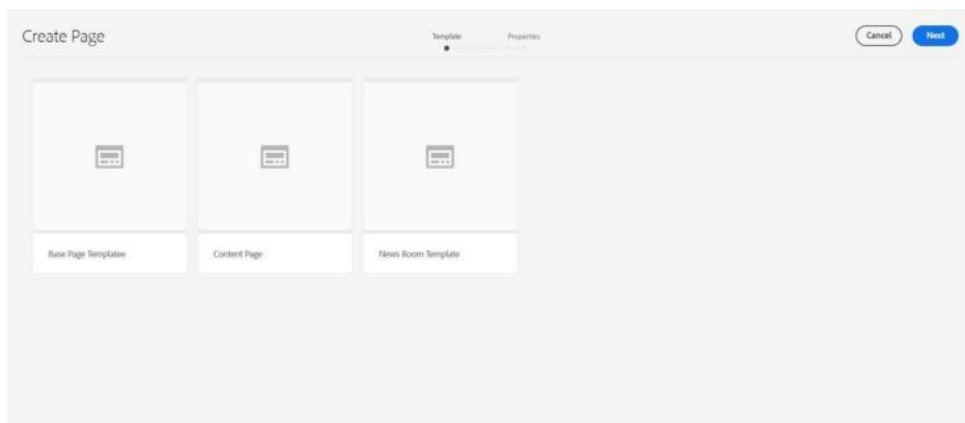 Create Page
Template Properties
Cancel Next
Base Page Templatee
Content Page
News Room Template